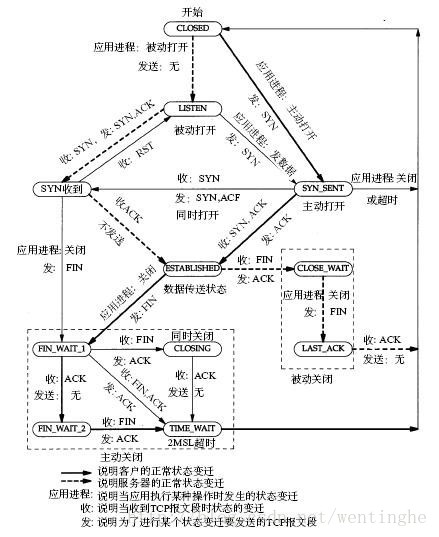 开始
CLOSED
应用进程: 被动打开
发送: 无
应用进程: 主动打开
发: SYN
LISTEN
被动打开
收: SYN, 发: SYN,ACK
收: RST
应用进程: 发数据
发: SYN
SYN收到
收: SYN
发: SYN,ACF
同时打开
SYN_SENT
主动打开
应用进程 关闭
或超时
收ACK
不发送
收: SYN, ACK
发: ACK
应用进程: 关闭
发: FIN
ESTABLISHED
数据传送状态
收: FIN
发: ACK
CLOSE_WAIT
应用进程: 关闭
发: FIN
应用进程: 关闭
发: FIN
LAST_ACK
收: ACK
发送: 无
被动关闭
FIN_WAIT_1
收: FIN
发: ACK
同时关闭
CLOSING
收: ACK
发送: 无
收: FIN,ACK
发: ACK
收: ACK
发送: 无
FIN_WAIT_2
收: FIN
发: ACK
TIME_WAIT
2MSL超时
主动关闭
说明客户的正常状态变迁
说明服务器的正常状态变迁
应用进程: 说明当应用执行某种操作时发生的状态变迁
收: 说明当收到TCP报文段时状态的变迁
发: 说明为了进行某个状态变迁要发送的TCP报文段
dn.net/wentinghe